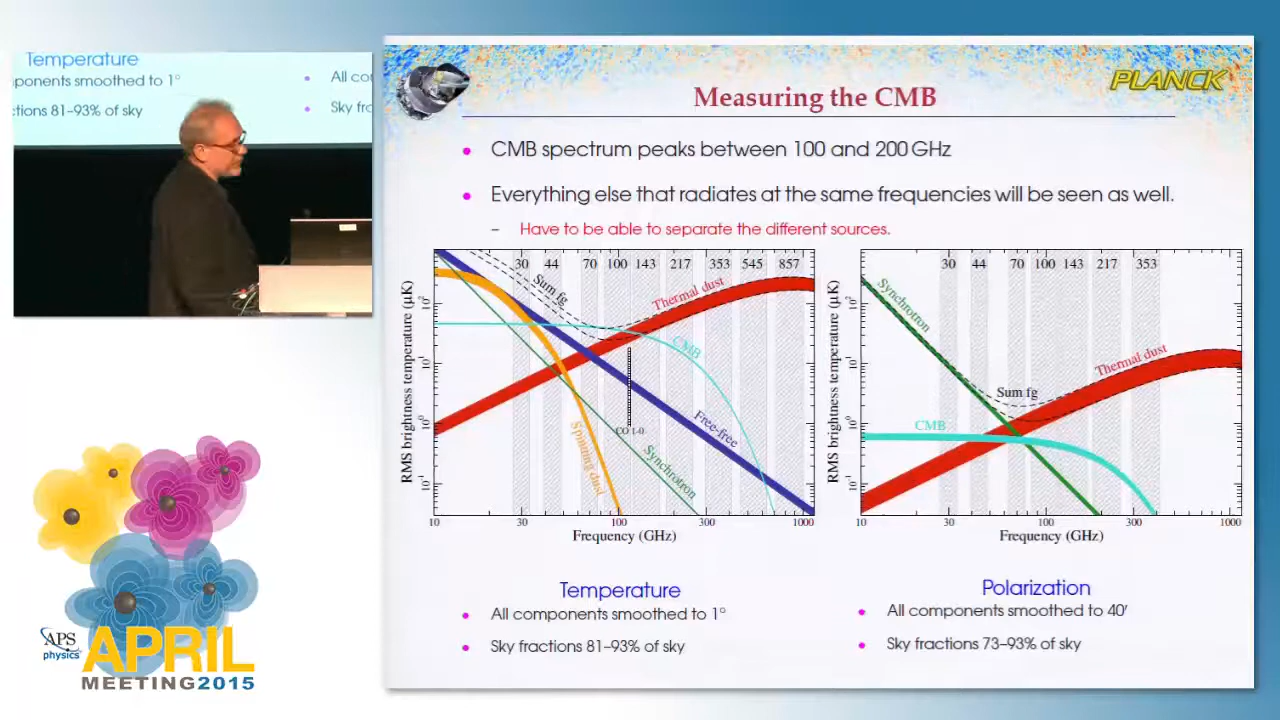 Temperature
ponents smoothed to 1°
tions 81–93% of sky
All co
Sky fra
PLANCK
Measuring the CMB
CMB spectrum peaks between 100 and 200 GHz
Everything else that radiates at the same frequencies will be seen as well.
– Have to be able to separate the different sources.
30 44 70 100 143 217 353 545 857
Sum fg
Thermal dust
CMB
CO 1-0
Free-free
Synchrotron
Spinning dust
RMS brightness temperature (μK)
10 30 100 300 1000
Frequency (GHz)
30 44 70 100 143 217 353
Synchrotron
Thermal dust
Sum fg
CMB
RMS brightness temperature (μK)
10 30 100 300 1000
Frequency (GHz)
Temperature
All components smoothed to 1°
Sky fractions 81–93% of sky
Polarization
All components smoothed to 40′
Sky fractions 73–93% of sky
APS
physics
APRIL
MEETING2015